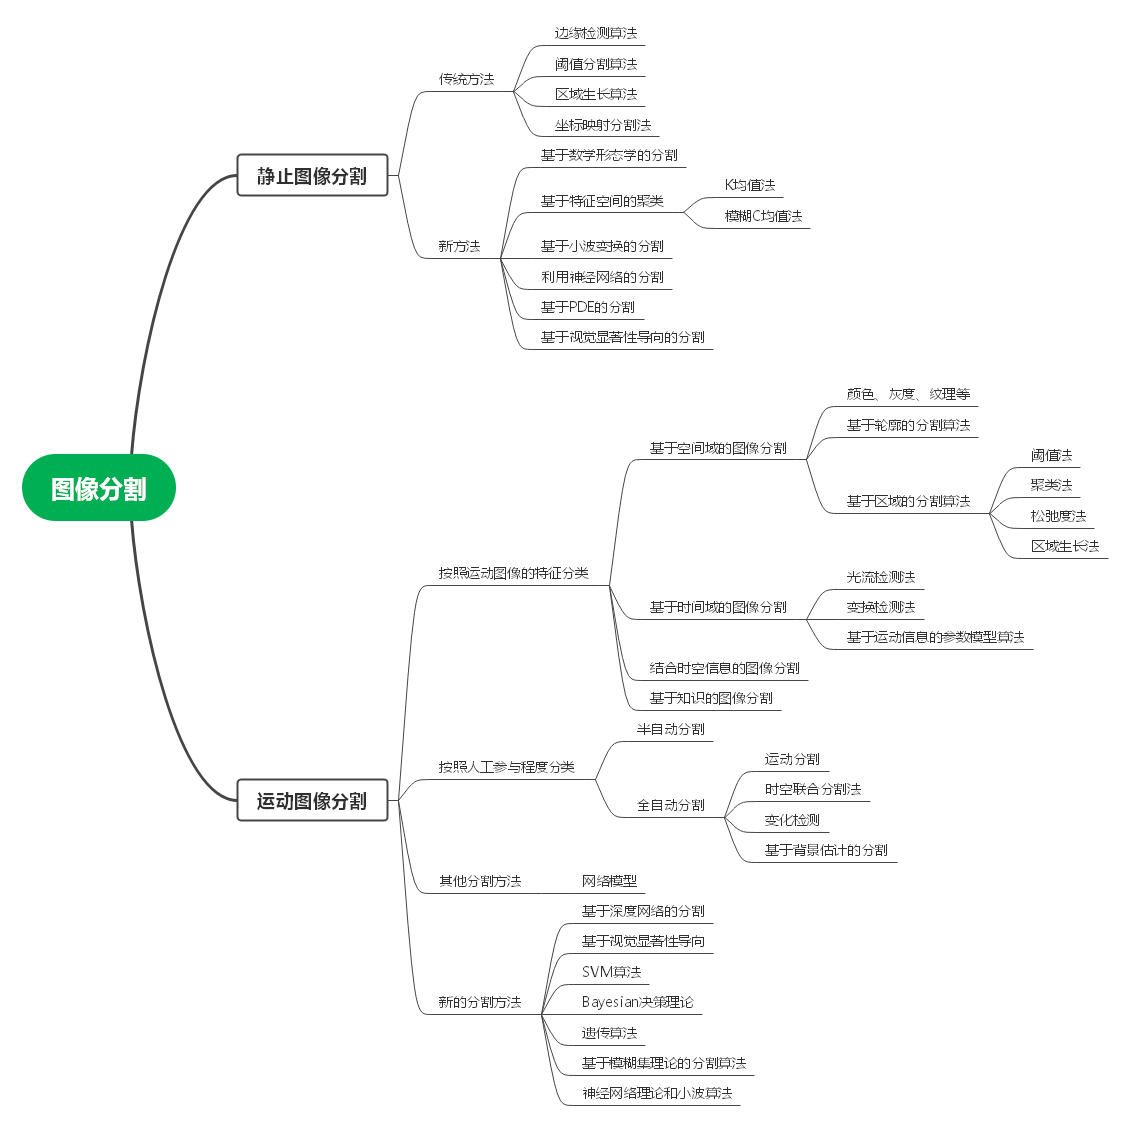 图像分割
静止图像分割
传统方法
边缘检测算法
阈值分割算法
区域生长算法
坐标映射分割法
新方法
基于数学形态学的分割
基于特征空间的聚类
K均值法
模糊C均值法
基于小波变换的分割
利用神经网络的分割
基于PDE的分割
基于视觉显著性导向的分割
运动图像分割
按照运动图像的特征分类
基于空间域的图像分割
颜色、灰度、纹理等
基于轮廓的分割算法
基于区域的分割算法
阈值法
聚类法
松弛度法
区域生长法
基于时间域的图像分割
光流检测法
变换检测法
基于运动信息的参数模型算法
结合时空信息的图像分割
基于知识的图像分割
按照人工参与程度分类
半自动分割
全自动分割
运动分割
时空联合分割法
变化检测
基于背景估计的分割
其他分割方法
网络模型
新的分割方法
基于深度网络的分割
基于视觉显著性导向
SVM算法
Bayesian决策理论
遗传算法
基于模糊集理论的分割算法
神经网络理论和小波算法